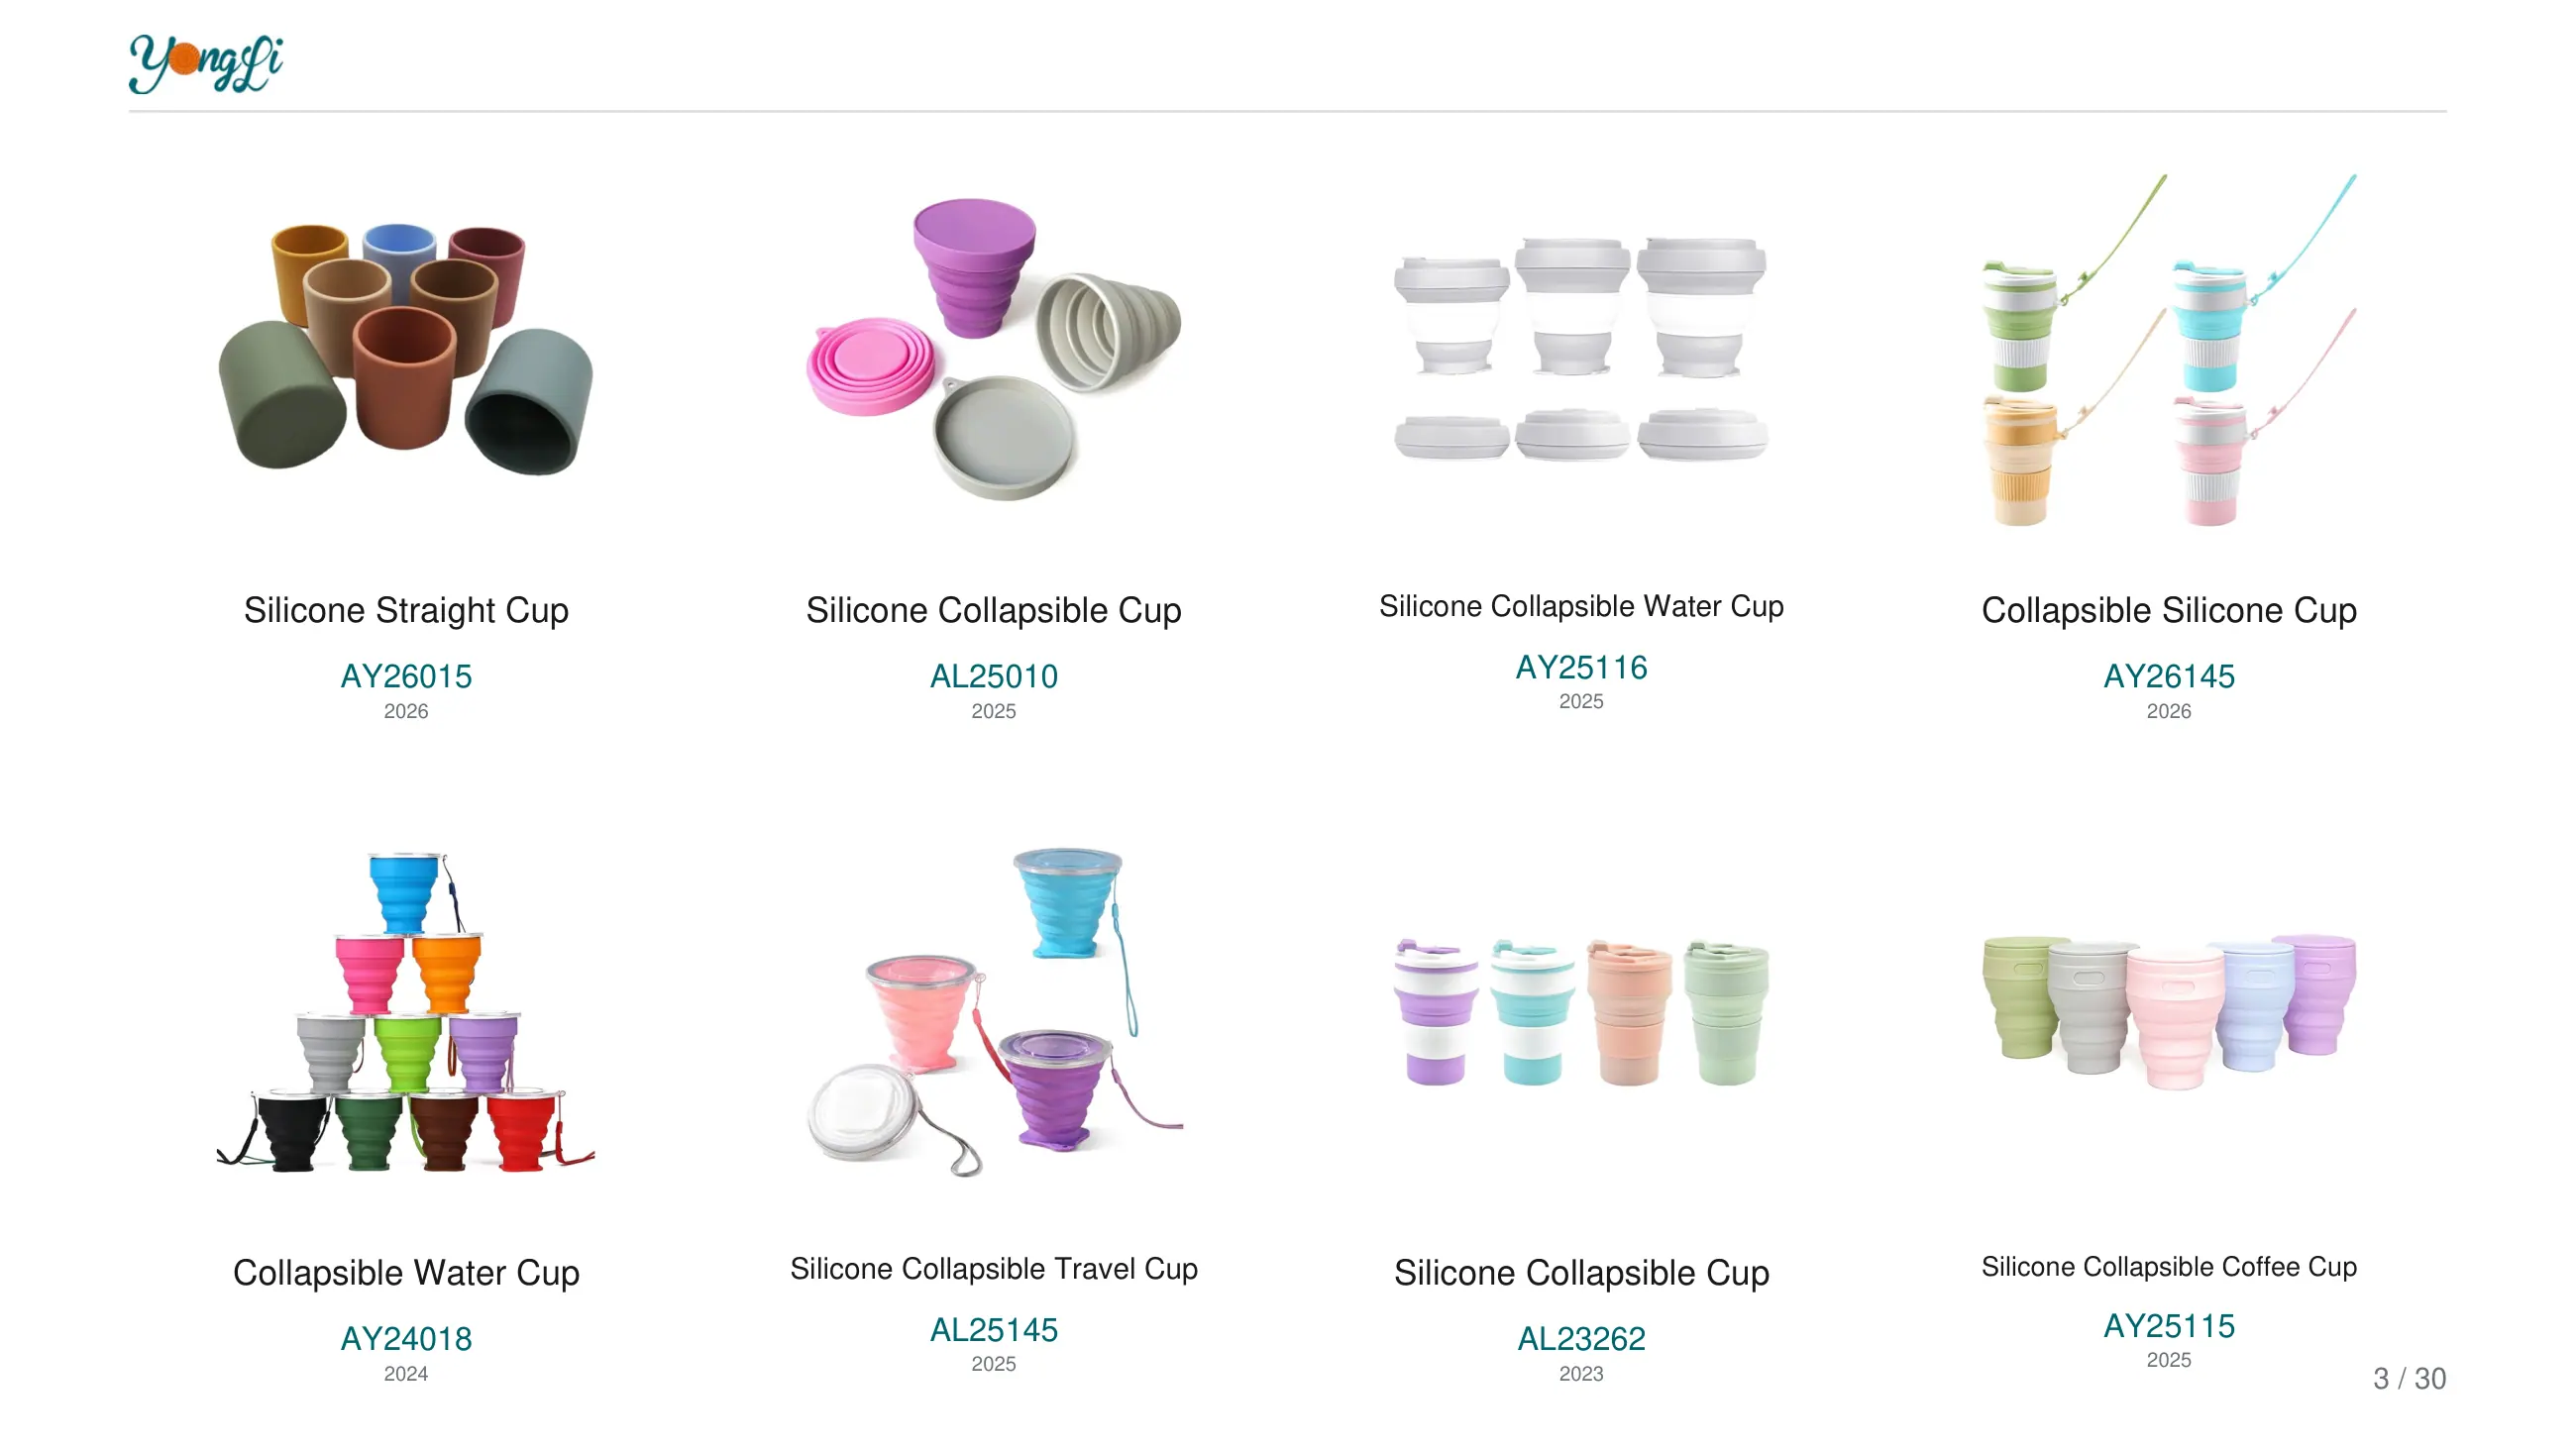 YongLi
Silicone Straight Cup
AY26015
2026
Silicone Collapsible Cup
AL25010
2025
Silicone Collapsible Water Cup
AY25116
2025
Collapsible Silicone Cup
AY26145
2026
Collapsible Water Cup
AY24018
2024
Silicone Collapsible Travel Cup
AL25145
2025
Silicone Collapsible Cup
AL23262
2023
Silicone Collapsible Coffee Cup
AY25115
2025
3 / 30